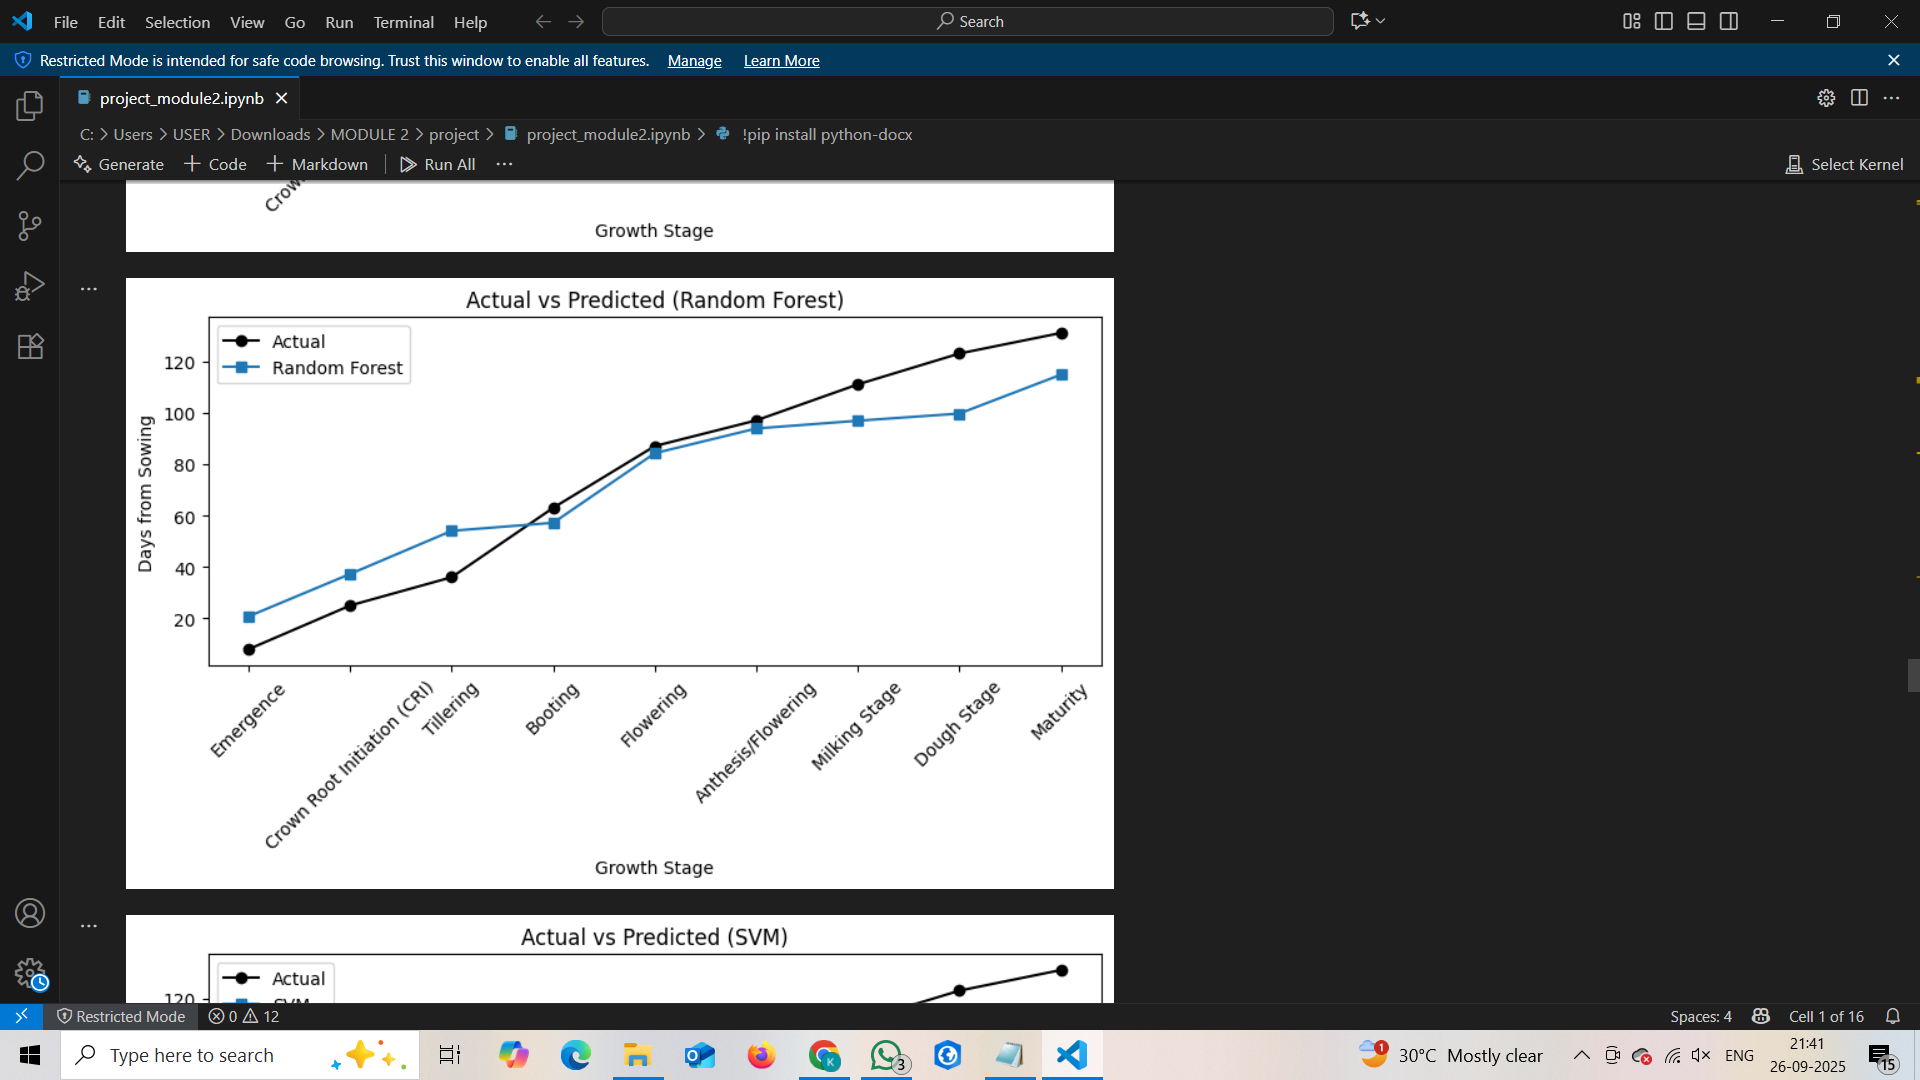 File Edit Selection View Go Run Terminal Help
Search
Restricted Mode is intended for safe code browsing. Trust this window to enable all features. Manage Learn More
project_module2.ipynb
C: > Users > USER > Downloads > MODULE 2 > project > project_module2.ipynb > !pip install python-docx
Generate + Code + Markdown Run All ... Select Kernel
Growth Stage
Actual vs Predicted (Random Forest)
Actual
Random Forest
Days from Sowing
120
100
80
60
40
20
Emergence
Crown Root Initiation (CRI)
Tillering
Booting
Flowering
Anthesis/Flowering
Milking Stage
Dough Stage
Maturity
Growth Stage
Actual vs Predicted (SVM)
Actual
120
Restricted Mode 0 12 Spaces: 4 Cell 1 of 16
Type here to search 3 1 30°C Mostly clear ENG 21:41
26-09-2025 15